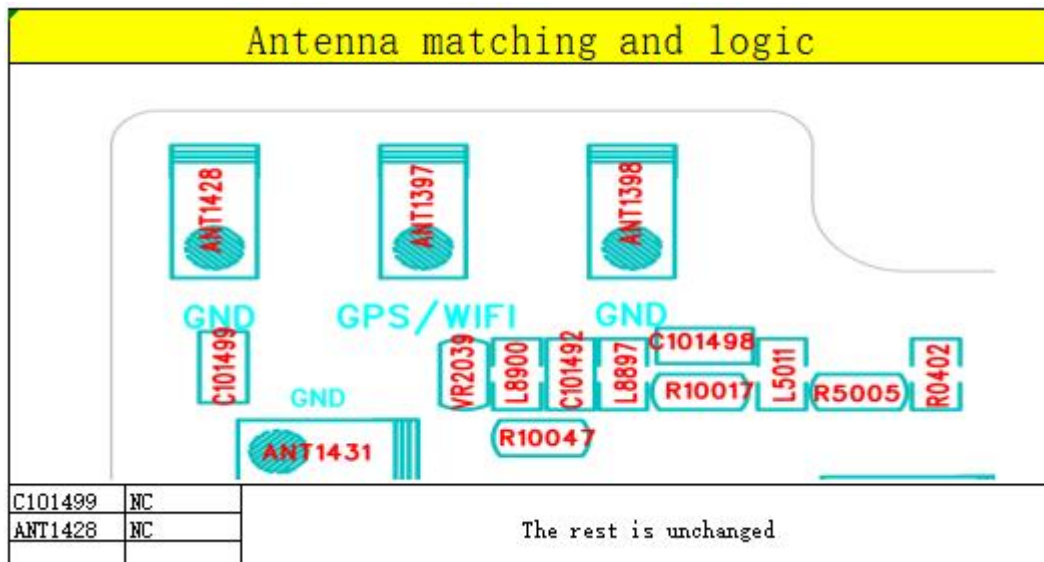 Antenna matching and logic
ANT1428
ANT1397
ANT1398
GND
GPS/WIFI
GND
C101499
VR2039
L8900
C101492
L8897
C101498
R10017
L5011
R5005
R0402
GND
R10047
ANT1431
C101499 NC
ANT1428 NC
The rest is unchanged